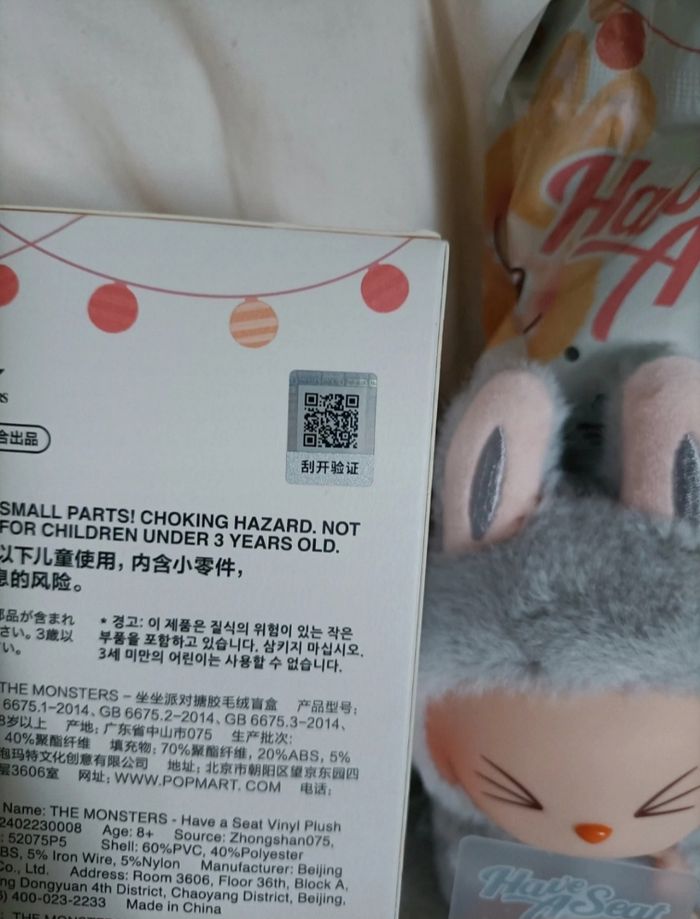 合出品
刮开验证
SMALL PARTS! CHOKING HAZARD. NOT
FOR CHILDREN UNDER 3 YEARS OLD.
以下儿童使用，内含小零件，
的风险。
部品が含まれ
さい。3歳以
い。
* 경고: 이 제품은 질식의 위험이 있는 작은
부품을 포함하고 있습니다. 삼키지 마십시오.
3세 미만의 어린이는 사용할 수 없습니다.
THE MONSTERS - 坐坐派对搪胶毛绒盲盒 产品型号:
6675.1-2014、GB 6675.2-2014、GB 6675.3-2014、
8岁以上 产地: 广东省中山市075 生产批次:
40%聚酯纤维 填充物: 70%聚酯纤维, 20%ABS, 5%
泡玛特文化创意有限公司 地址: 北京市朝阳区望京东园四
层3606室 网址: WWW.POPMART.COM 电话:
Name: THE MONSTERS - Have a Seat Vinyl Plush
2402230008 Age: 8+ Source: Zhongshan075,
: 52075P5 Shell: 60%PVC, 40%Polyester
BS, 5% Iron Wire, 5%Nylon Manufacturer: Beijing
Co., Ltd. Address: Room 3606, Floor 36th, Block A,
ng Dongyuan 4th District, Chaoyang District, Beijing,
) 400-023-2233 Made in China
THE MONSTERS
Have
A
Have
A Seat